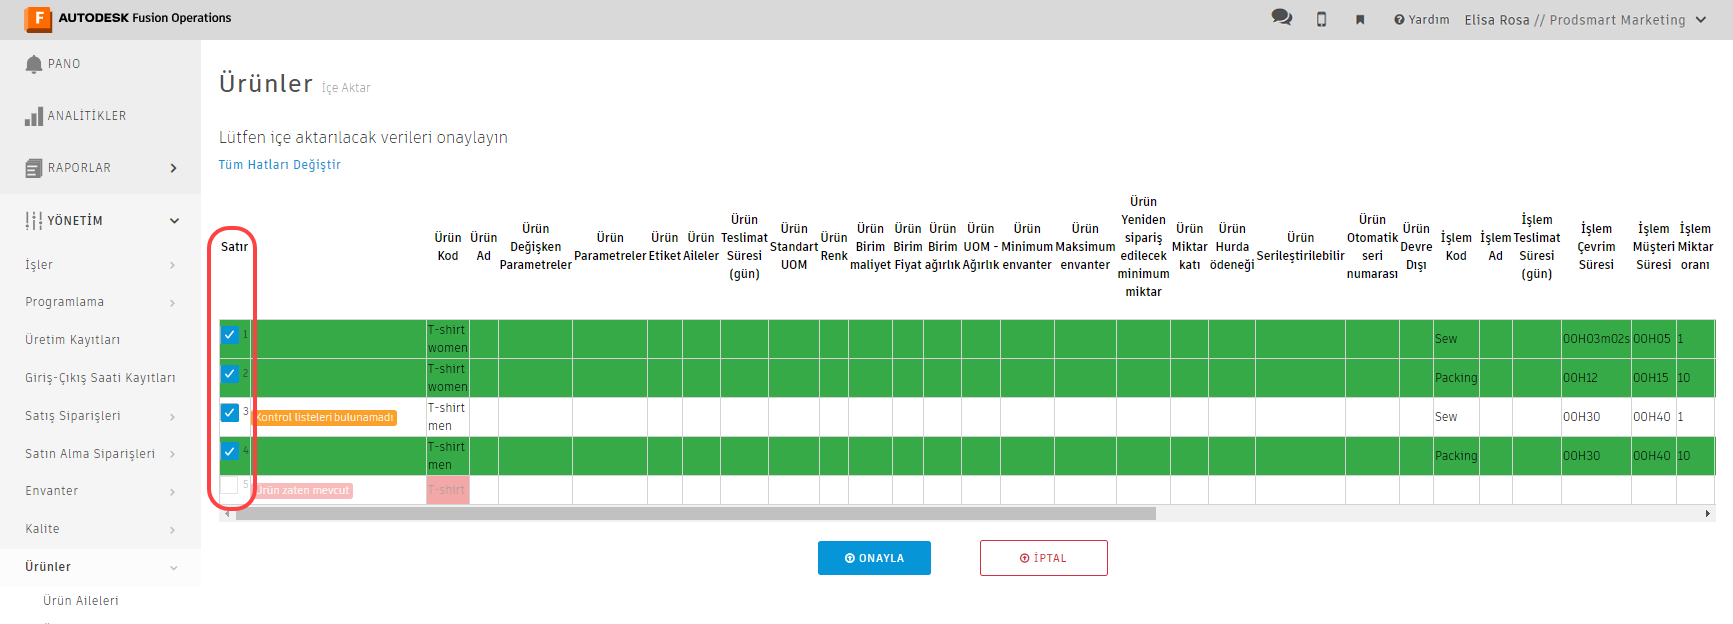 AUTODESK Fusion Operations
Yardım
Elisa Rosa // Prodsmart Marketing
PANO
ANALİTİKLER
RAPORLAR
YÖNETİM
İşler
Programlama
Üretim Kayıtları
Giriş-Çıkış Saati Kayıtları
Satış Siparişleri
Satın Alma Siparişleri
Envanter
Kalite
Ürünler
Ürün Aileleri
Ürünler İçe Aktar
Lütfen içe aktarılacak verileri onaylayın
Tüm Hatları Değiştir
Satır
Ürün Kod
Ürün Ad
Ürün Değişken Parametreler
Ürün Parametreler
Ürün Etiket
Ürün Aileler
Ürün Teslimat Süresi (gün)
Ürün Standart UOM
Ürün Renk
Ürün Birim maliyet
Ürün Birim Fiyat
Ürün Birim ağırlık
Ürün UOM - Ağırlık
Ürün Minimum envanter
Ürün Maksimum envanter
Ürün Yeniden sipariş edilecek minimum miktar
Ürün Miktar katı
Ürün Hurda ödeneği
Ürün Serileştirilebilir
Ürün Otomatik seri numarası
Ürün Devre Dışı
İşlem Kod
İşlem Ad
İşlem Teslimat Süresi (gün)
İşlem Çevrim Süresi
İşlem Müşteri Süresi
İşlem Miktar oranı
1 T-shirt women Sew 00H03m02s 00H05 1
2 T-shirt women Packing 00H12 00H15 10
3 Kontrol listeleri bulunamadı T-shirt men Sew 00H30 00H40 1
4 T-shirt men Packing 00H30 00H40 10
5 Ürün zaten mevcut T-shirt
ONAYLA
İPTAL